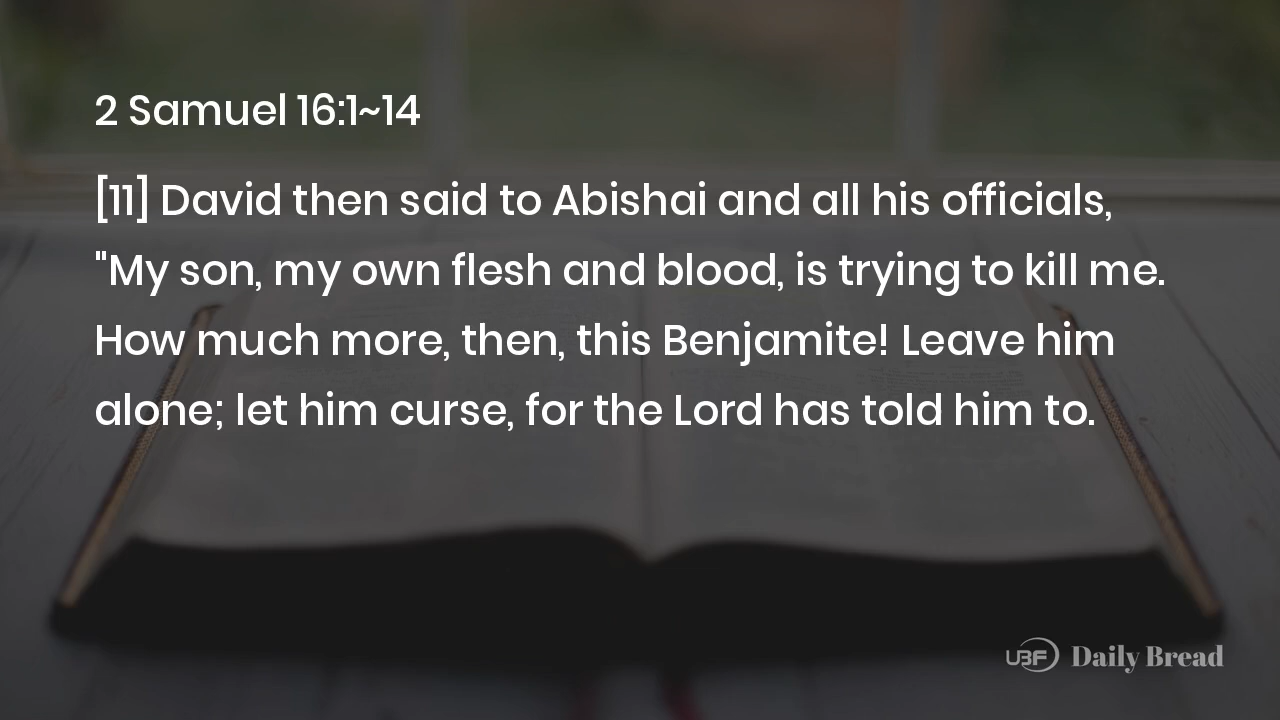 2 Samuel 16:1~14
[11] David then said to Abishai and all his officials,
"My son, my own flesh and blood, is trying to kill me.
How much more, then, this Benjamite! Leave him
alone; let him curse, for the Lord has told him to.
UBF Daily Bread